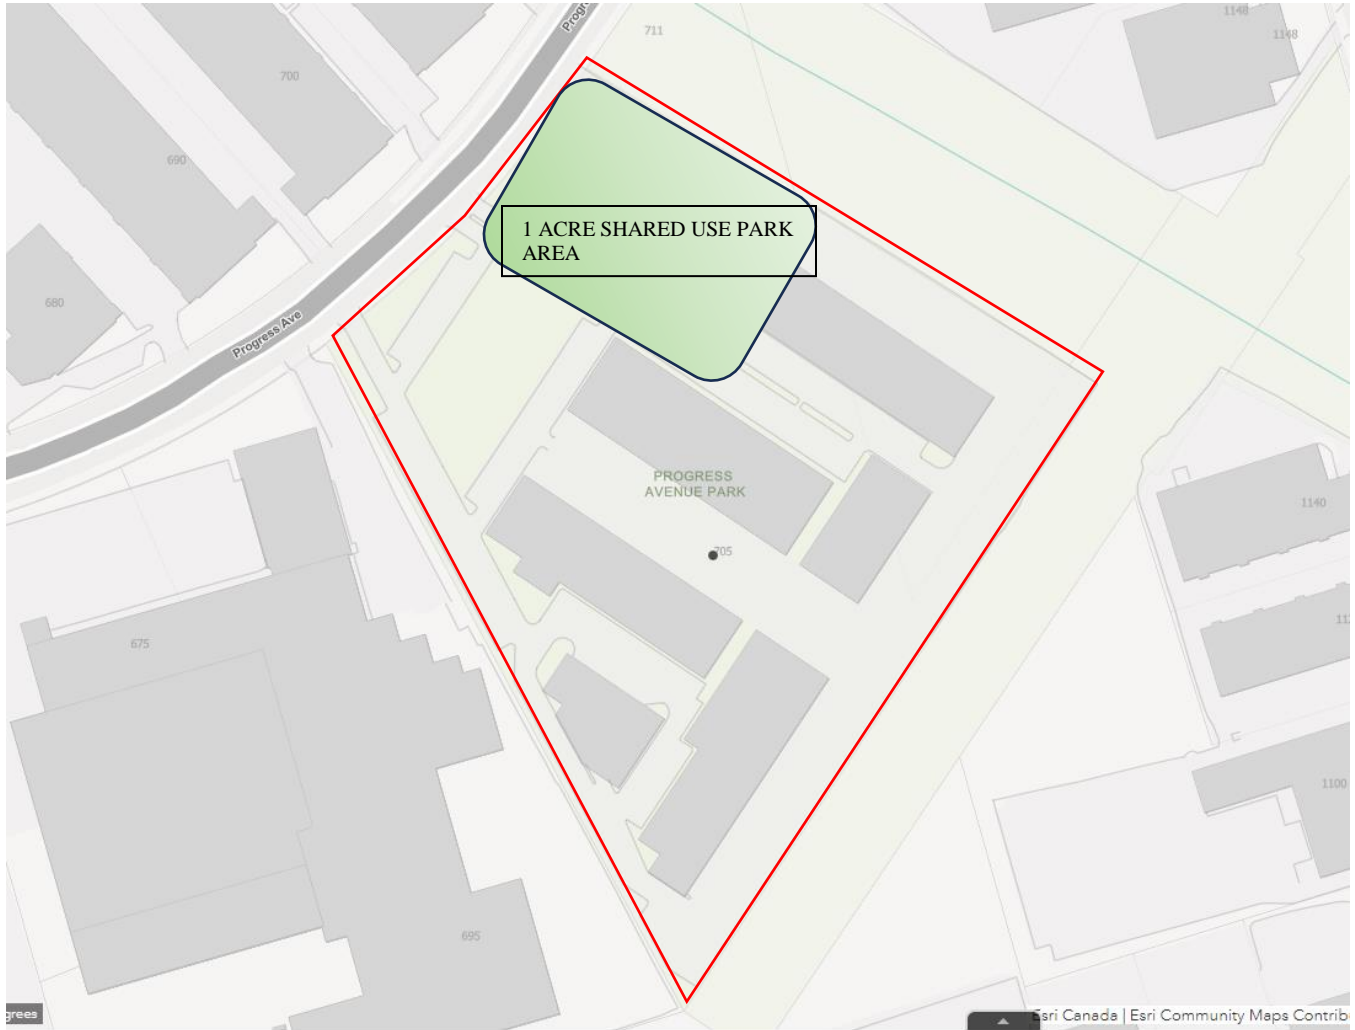 Progr
Progre
711
1148
1148
700
690
1 ACRE SHARED USE PARK
AREA
680
Progress Ave
PROGRESS
AVENUE PARK
705
1140
675
1100
695
grees
Esri Canada | Esri Community Maps Contrib